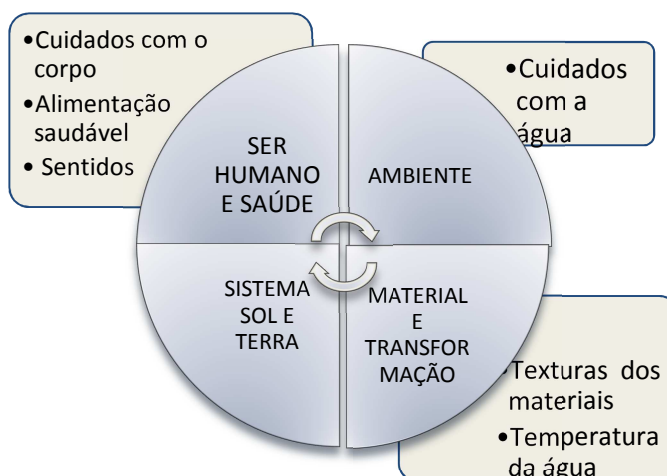 •Cuidados com o
corpo
•Alimentação
saudável
• Sentidos
•Cuidados
com a
água
SER
HUMANO
E SAÚDE
AMBIENTE
SISTEMA
SOL E
TERRA
MATERIAL
E
TRANSFOR
MAÇÃO
•Texturas dos
materiais
•Temperatura
da água